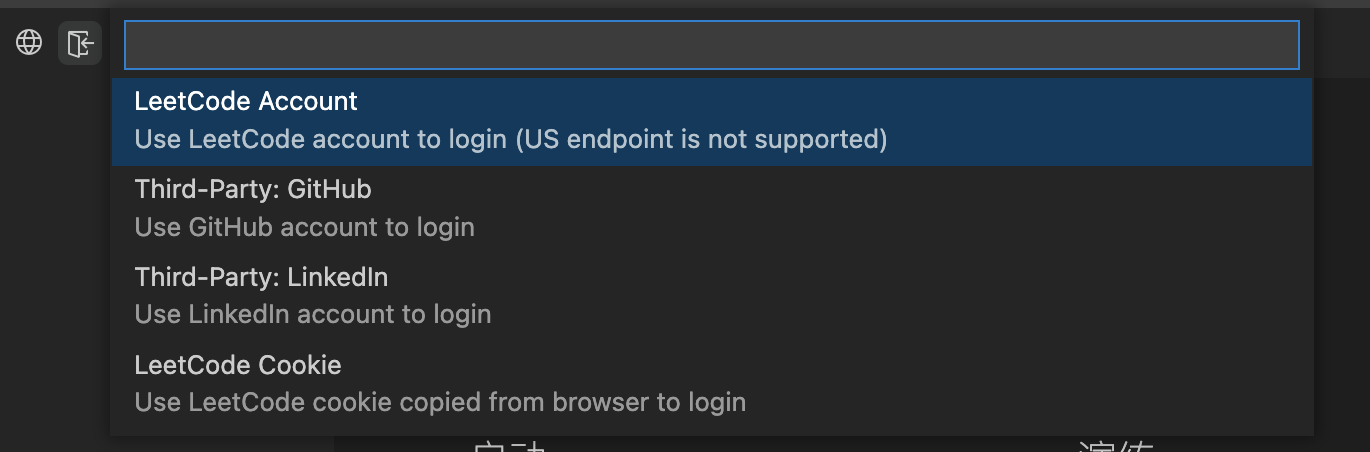 LeetCode Account
Use LeetCode account to login (US endpoint is not supported)
Third-Party: GitHub
Use GitHub account to login
Third-Party: LinkedIn
Use LinkedIn account to login
LeetCode Cookie
Use LeetCode cookie copied from browser to login